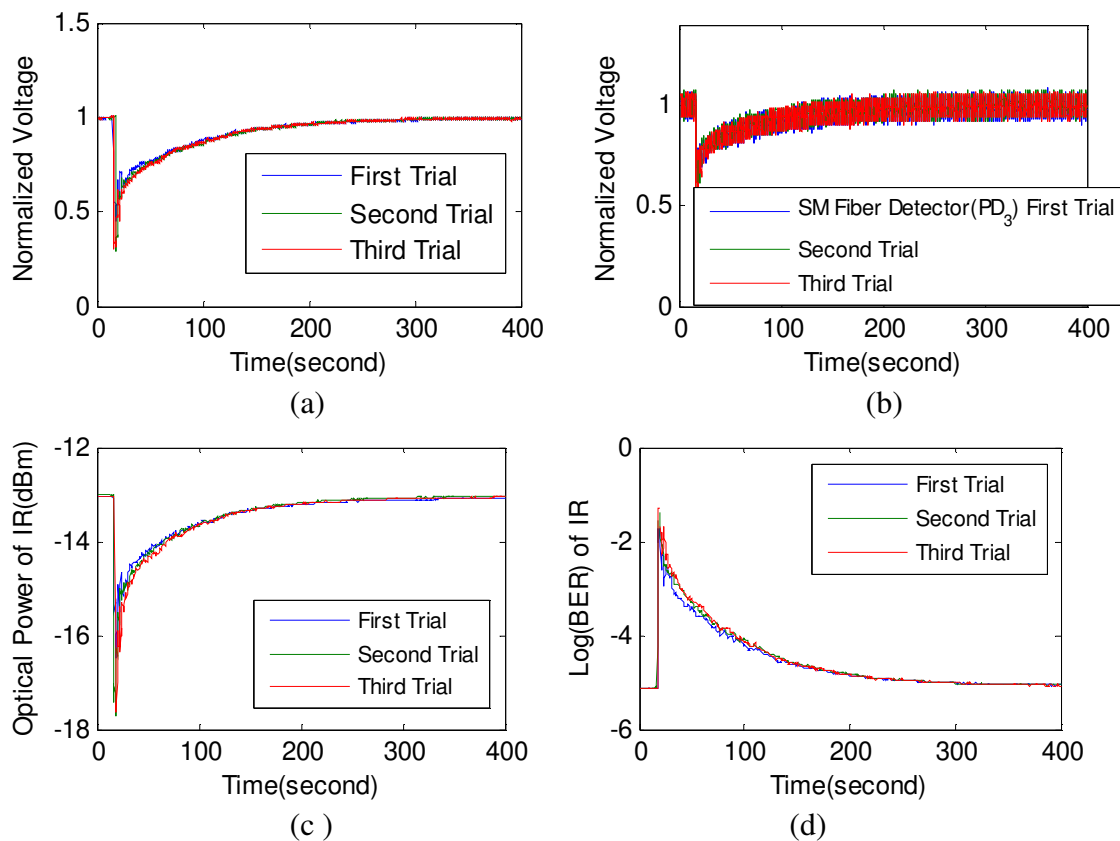 1.5
1
0.5
0
Normalized Voltage
First Trial
Second Trial
Third Trial
0 100 200 300 400
Time(second)
(a)
1
0.5
0
Normalized Voltage
SM Fiber Detector(PD3) First Trial
Second Trial
Third Trial
0 100 200 300 400
Time(second)
(b)
-12
-14
-16
-18
Optical Power of IR(dBm)
First Trial
Second Trial
Third Trial
0 100 200 300 400
Time(second)
(c )
0
-2
-4
-6
Log(BER) of IR
First Trial
Second Trial
Third Trial
0 100 200 300 400
Time(second)
(d)